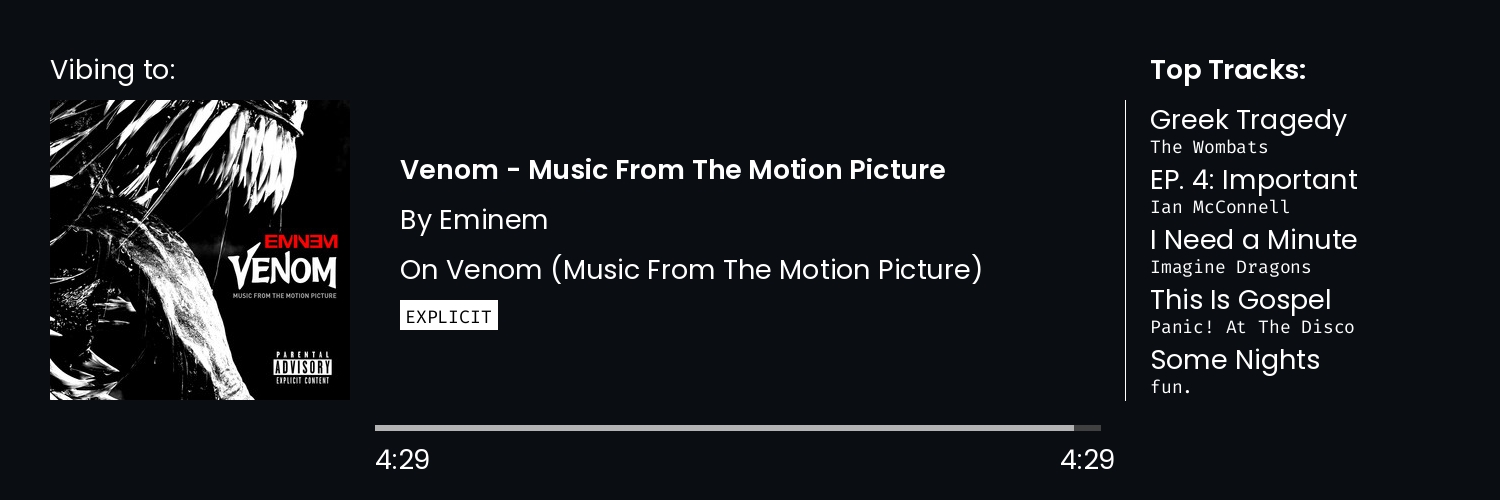 Vibing to:
EMINEM
VENOM
MUSIC FROM THE MOTION PICTURE
PARENTAL
ADVISORY
EXPLICIT CONTENT
Venom - Music From The Motion Picture
By Eminem
On Venom (Music From The Motion Picture)
EXPLICIT
4:29
4:29
Top Tracks:
Greek Tragedy
The Wombats
EP. 4: Important
Ian McConnell
I Need a Minute
Imagine Dragons
This Is Gospel
Panic! At The Disco
Some Nights
fun.